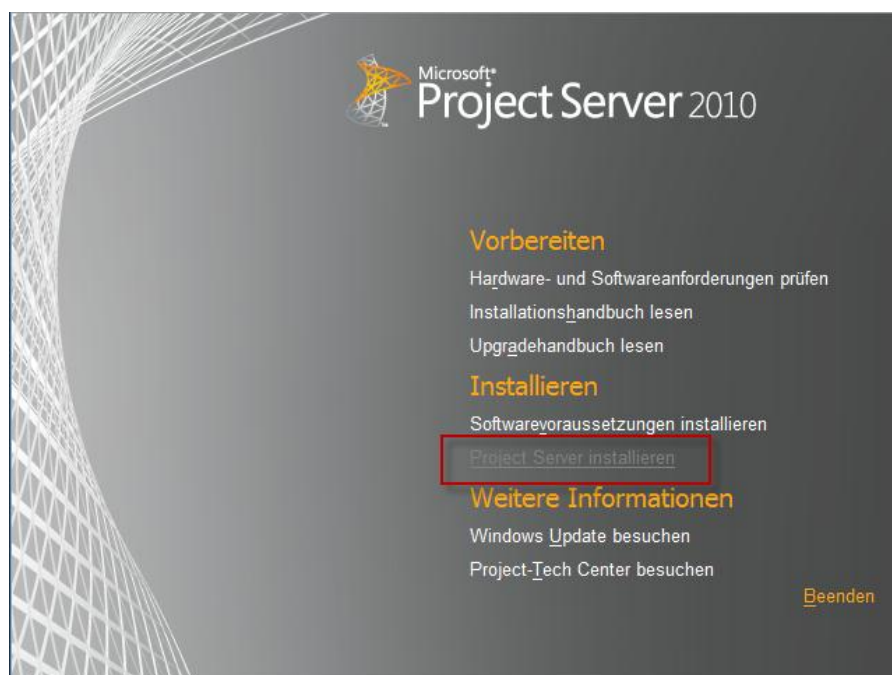 Microsoft®
Project Server 2010
Vorbereiten
Hardware- und Softwareanforderungen prüfen
Installationshandbuch lesen
Upgradehandbuch lesen
Installieren
Softwarevoraussetzungen installieren
Project Server installieren
Weitere Informationen
Windows Update besuchen
Project-Tech Center besuchen
Beenden